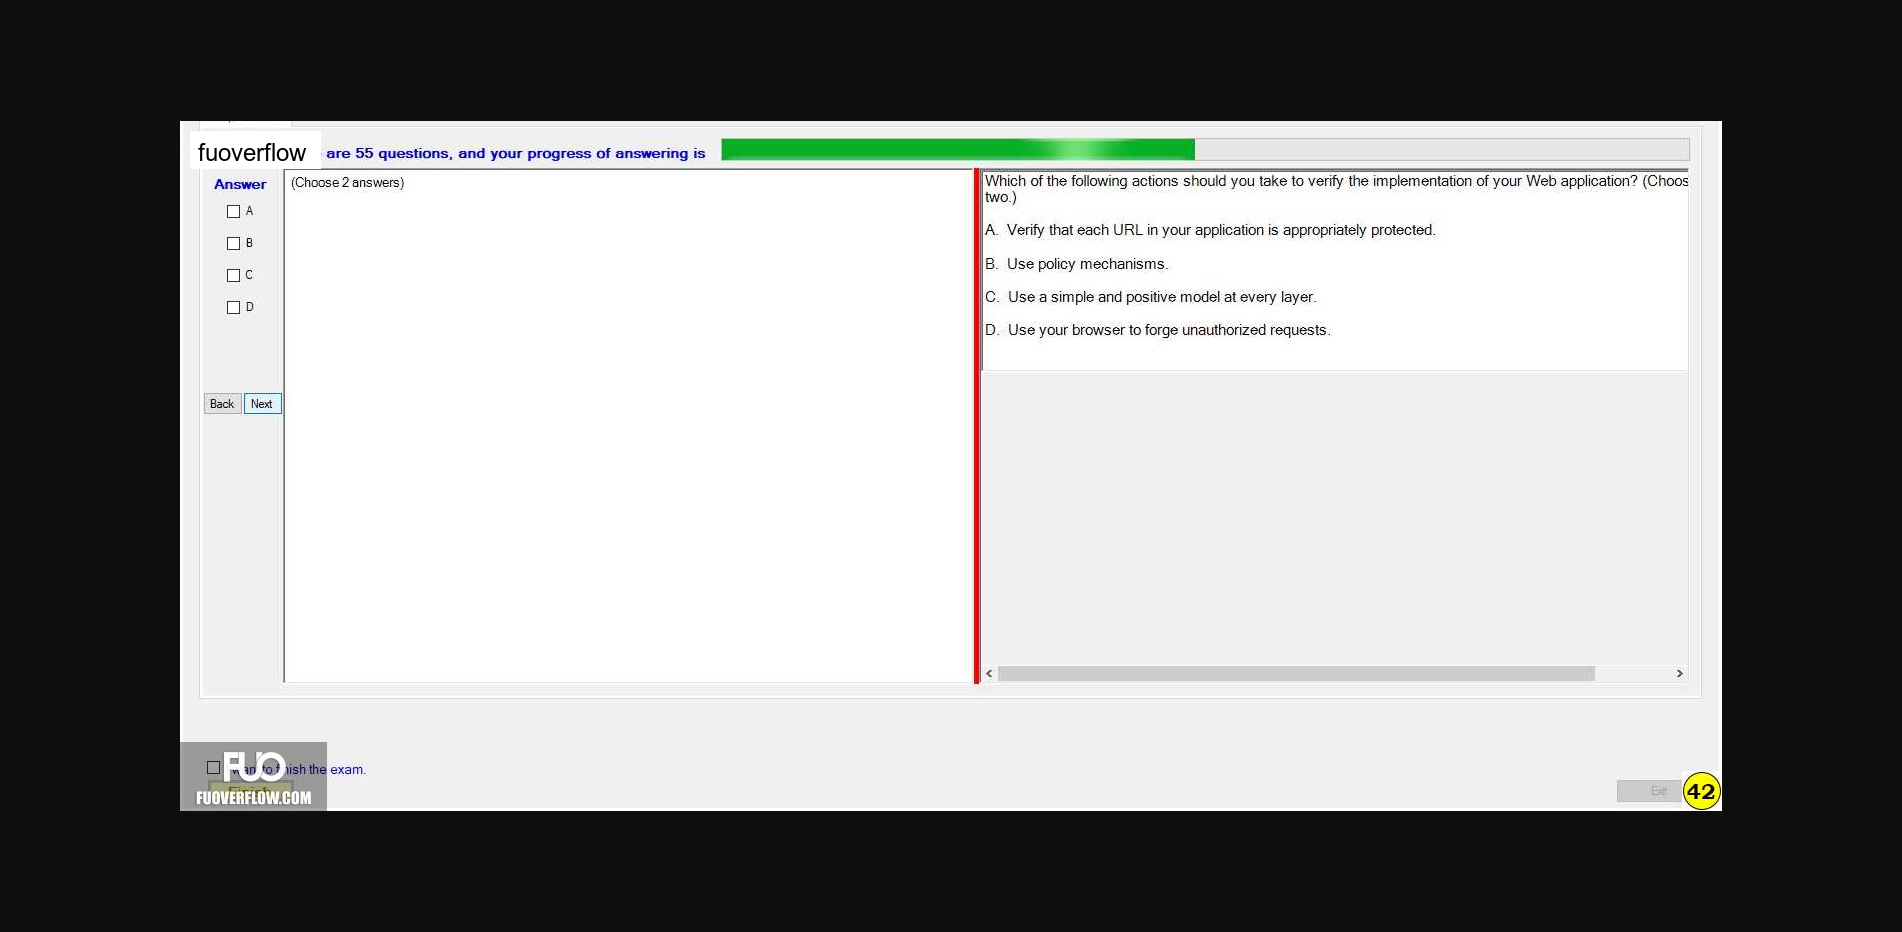 fuoverflow are 55 questions, and your progress of answering is
Answer
(Choose 2 answers)
A
B
C
D
Back Next
Which of the following actions should you take to verify the implementation of your Web application? (Choos
two.)
A. Verify that each URL in your application is appropriately protected.
B. Use policy mechanisms.
C. Use a simple and positive model at every layer.
D. Use your browser to forge unauthorized requests.
FUO
want to finish the exam.
Finish
FUOVERFLOW.COM
Exit
42